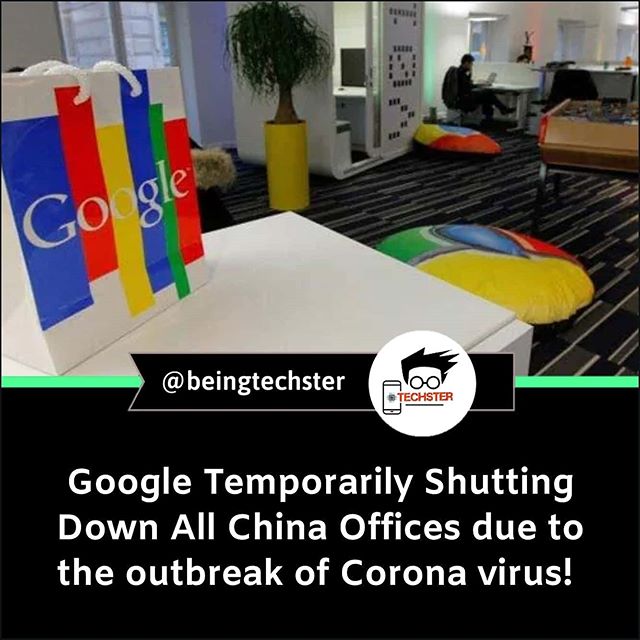 Google
@beingtechster
TECHSTER
Google Temporarily Shutting
Down All China Offices due to
the outbreak of Corona virus!